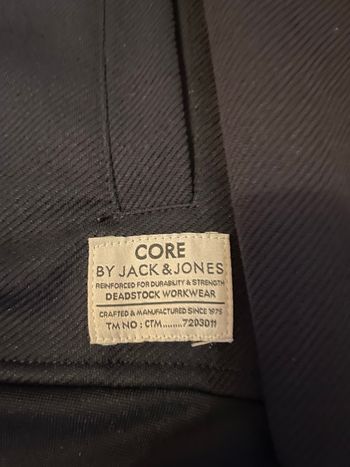 CORE
BY JACK & JONES
REINFORCED FOR DURABILITY & STRENGTH
DEADSTOCK WORKWEAR
CRAFTED & MANUFACTURED SINCE 1975
TM NO : CTM........7203011